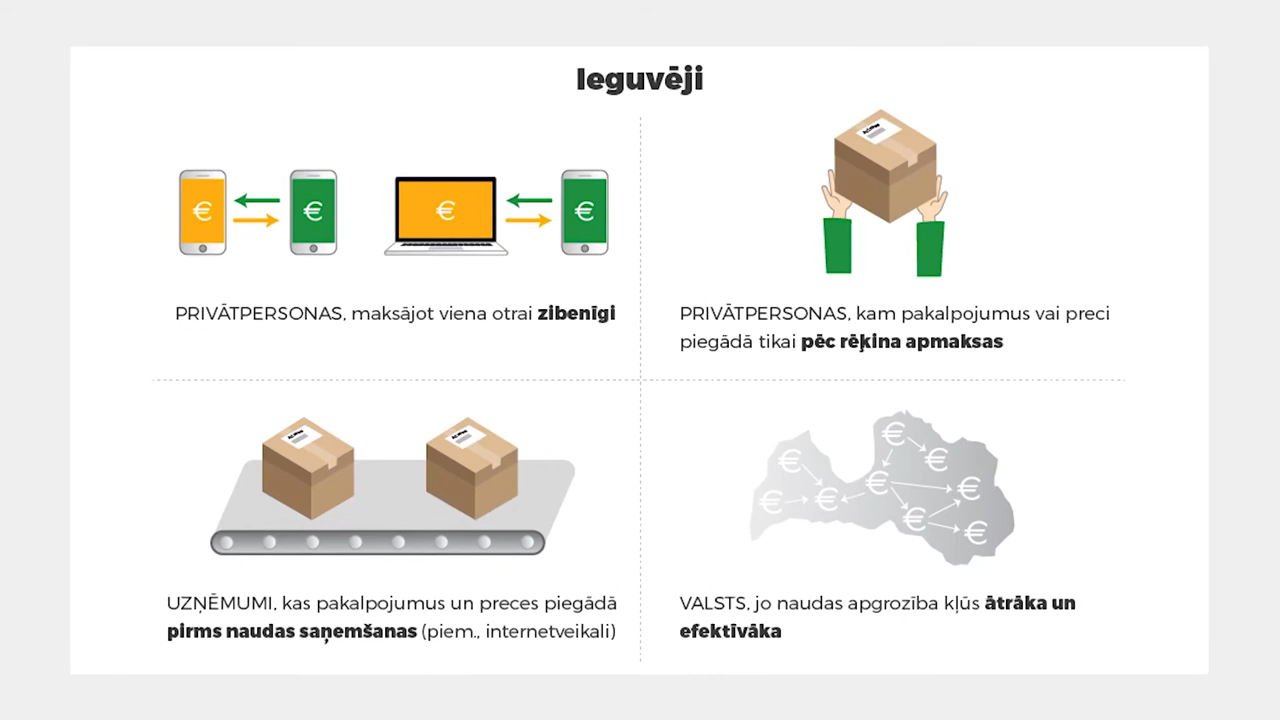 Ieguvēji
€ € € €
PRIVĀTPERSONAS, maksājot viena otrai zibenīgi
PRIVĀTPERSONAS, kam pakalpojumus vai preci
piegādā tikai pēc rēķina apmaksas
UZŅĒMUMI, kas pakalpojumus un preces piegādā
pirms naudas saņemšanas (piem., internetveikali)
€ € € € € € € €
VALSTS, jo naudas apgrozība kļūs ātrāka un
efektīvāka